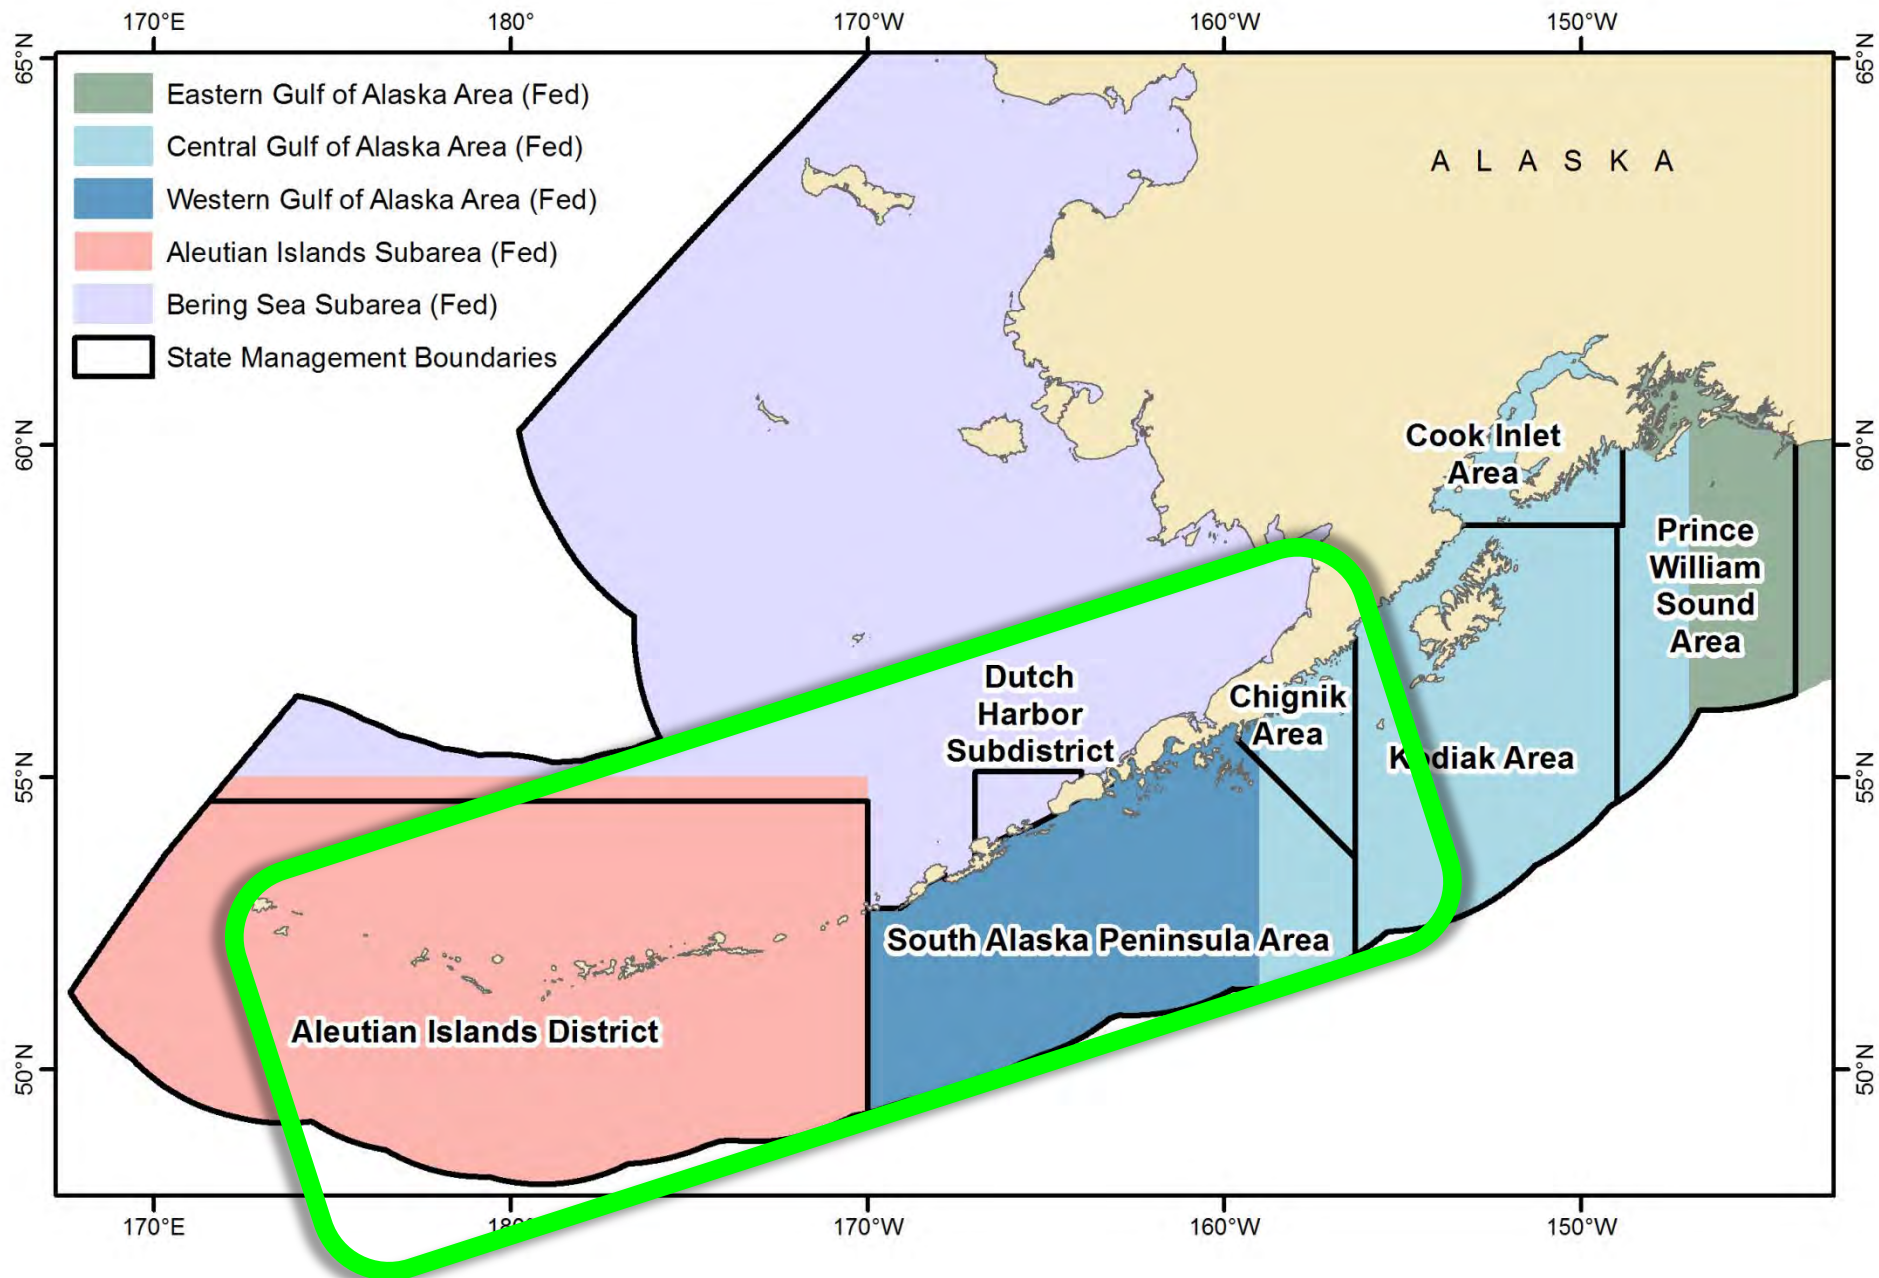 170°E 180° 170°W 160°W 150°W
65°N
65°N
Eastern Gulf of Alaska Area (Fed)
Central Gulf of Alaska Area (Fed)
Western Gulf of Alaska Area (Fed)
Aleutian Islands Subarea (Fed)
Bering Sea Subarea (Fed)
State Management Boundaries
ALASKA
60°N
60°N
Cook Inlet
Area
Prince
William
Sound
Area
Dutch
Harbor
Subdistrict
Chignik
Area
Kodiak Area
55°N
55°N
South Alaska Peninsula Area
Aleutian Islands District
50°N
50°N
170°E 180° 170°W 160°W 150°W